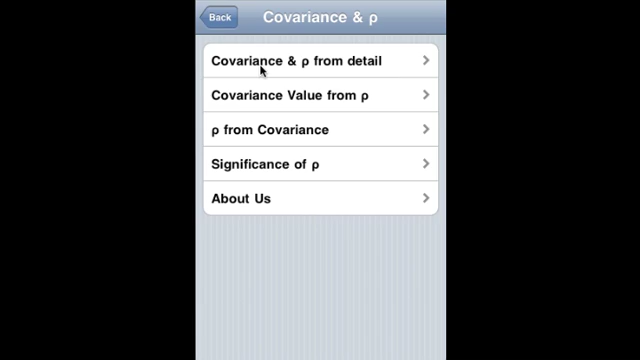 Back
Covariance & ρ
Covariance & ρ from detail
Covariance Value from ρ
ρ from Covariance
Significance of ρ
About Us